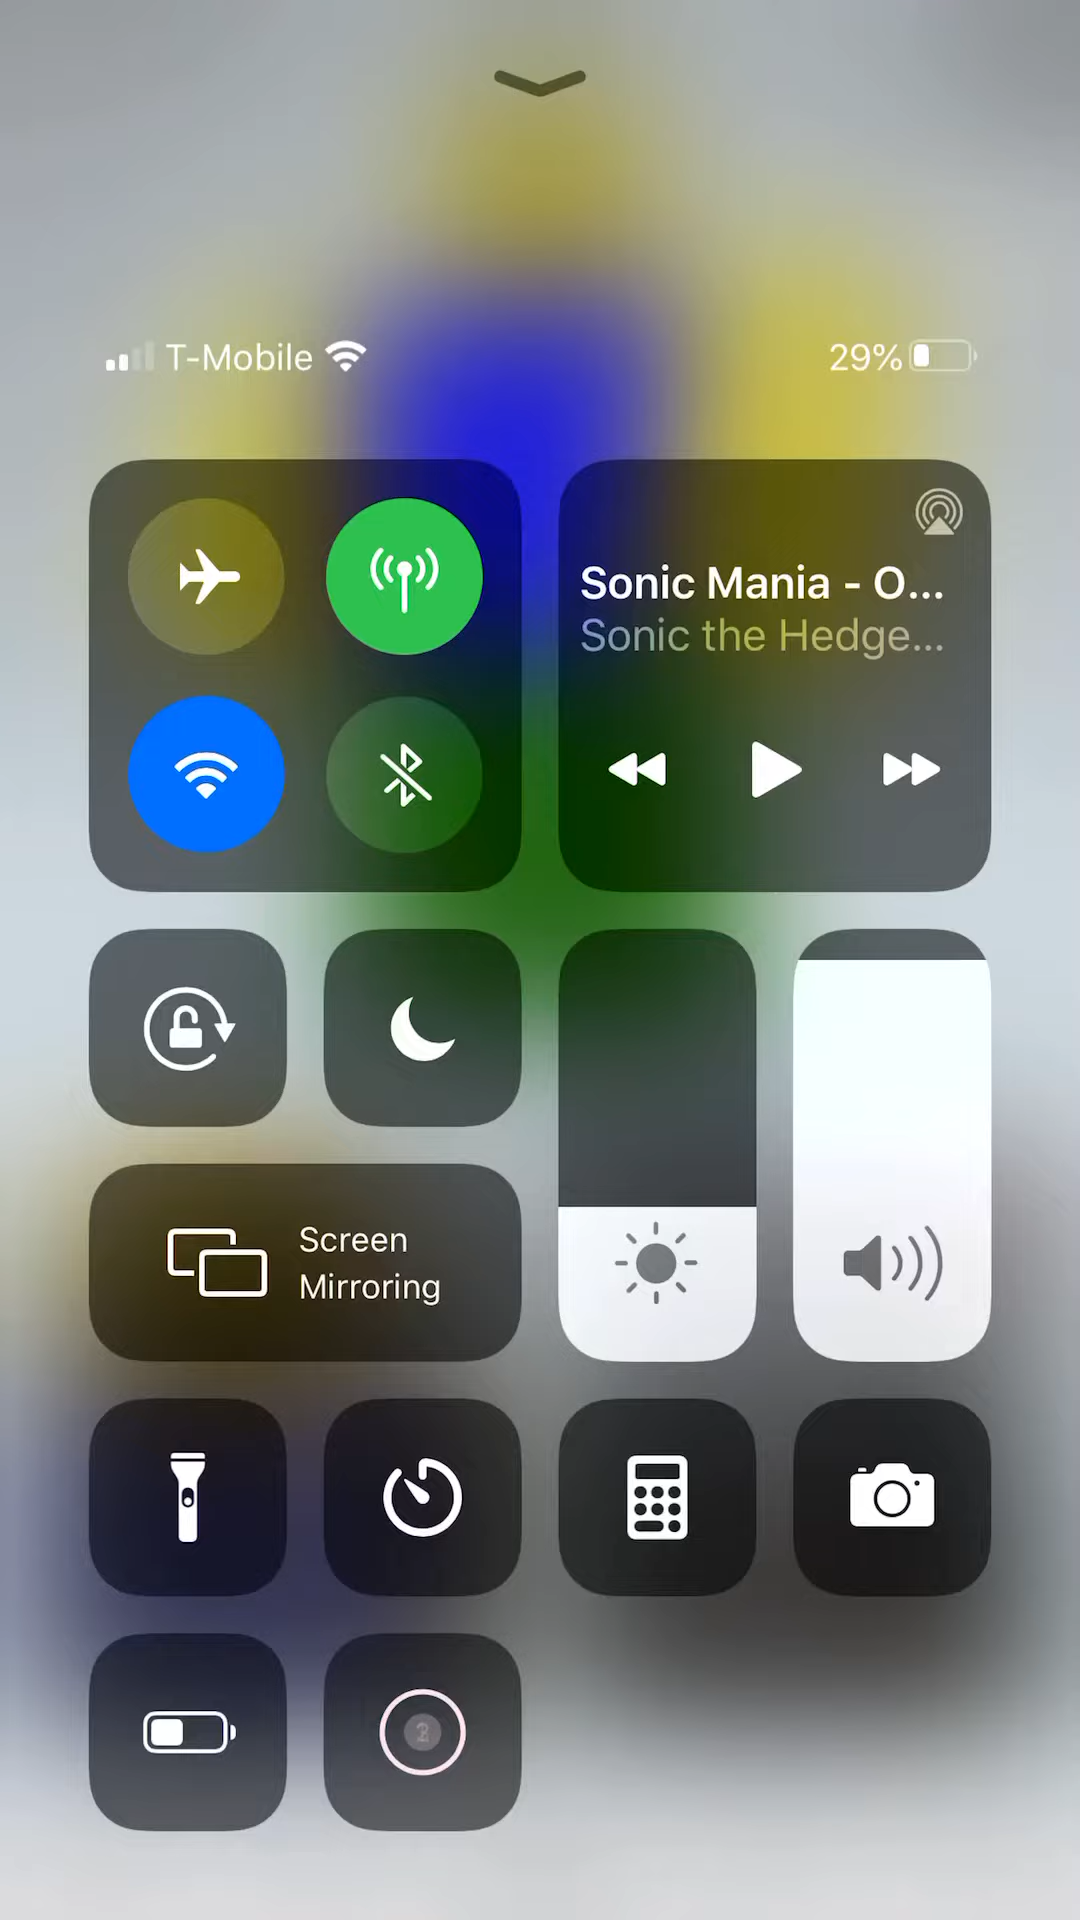 T-Mobile
29%
Sonic Mania - O...
Sonic the Hedge...
Screen
Mirroring